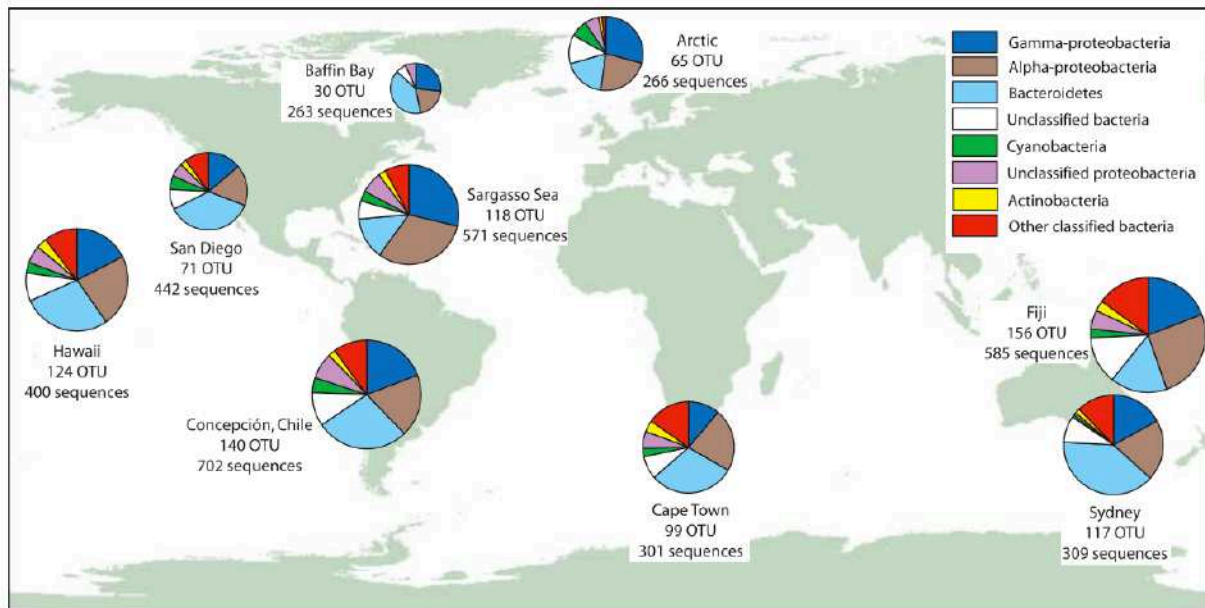 Arctic
65 OTU
266 sequences
Baffin Bay
30 OTU
263 sequences
Gamma-proteobacteria
Alpha-proteobacteria
Bacteroidetes
Unclassified bacteria
Cyanobacteria
Unclassified proteobacteria
Actinobacteria
Other classified bacteria
Sargasso Sea
118 OTU
571 sequences
San Diego
71 OTU
442 sequences
Hawaii
124 OTU
400 sequences
Fiji
156 OTU
585 sequences
Concepción, Chile
140 OTU
702 sequences
Cape Town
99 OTU
301 sequences
Sydney
117 OTU
309 sequences